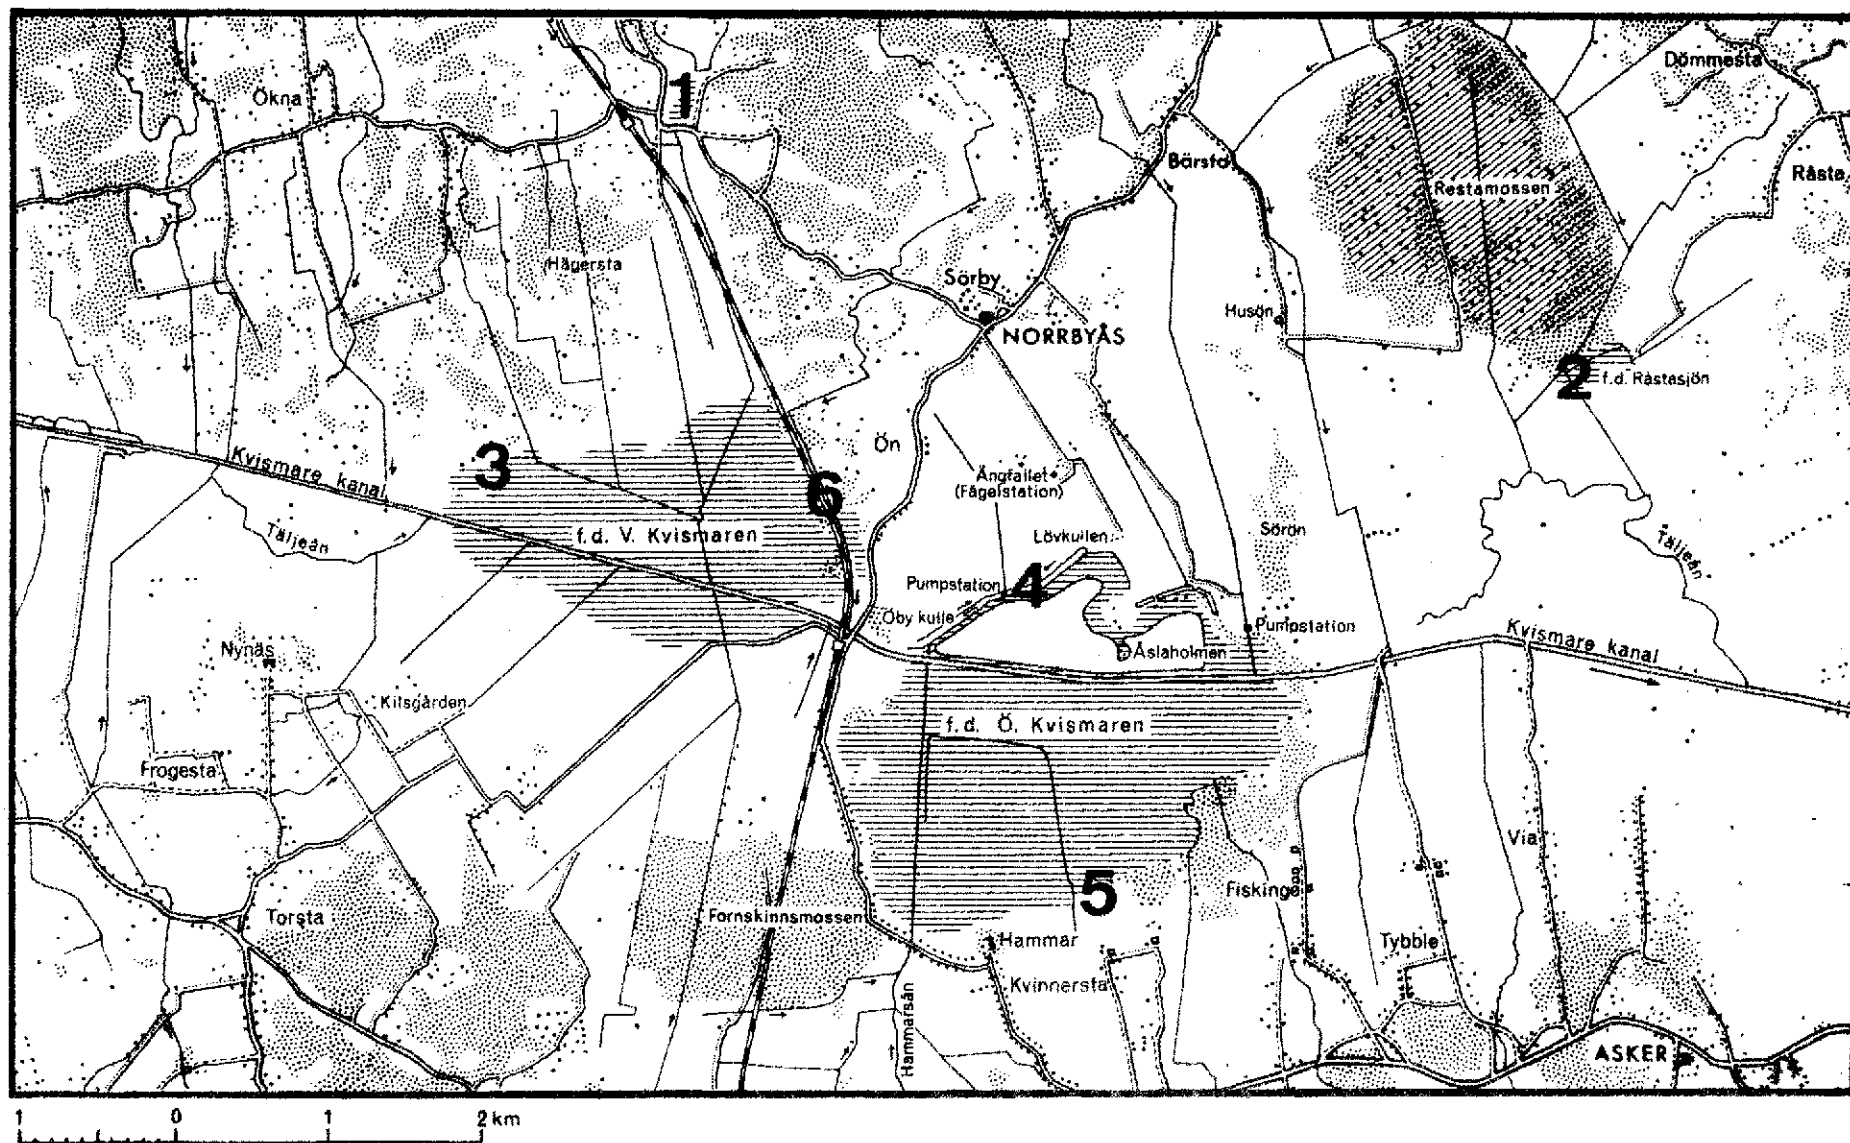 1
Dömmesta
Ökna
Bärsta
Råsta
Restamossen
Hägersta
Sörby
Husön
NORRBYÅS
2
f.d. Råstasjön
Ön
3
Kvismare kanal
Ängfallet
(Fågelstation)
6
Täljeån
f.d. V. Kvismaren
Lövkullen
Sörön
Täljeån
Pumpstation
4
Öby kulle
Pumpstation
Kvismare kanal
Nynäs
Åslaholmen
Kilsgården
f.d. Ö. Kvismaren
Frogesta
Via
5
Fiskinge
Torsta
Fornskinnsmossen
Hammar
Tybble
Kvinnersta
Hammarsån
ASKER
1 0 1 2 km